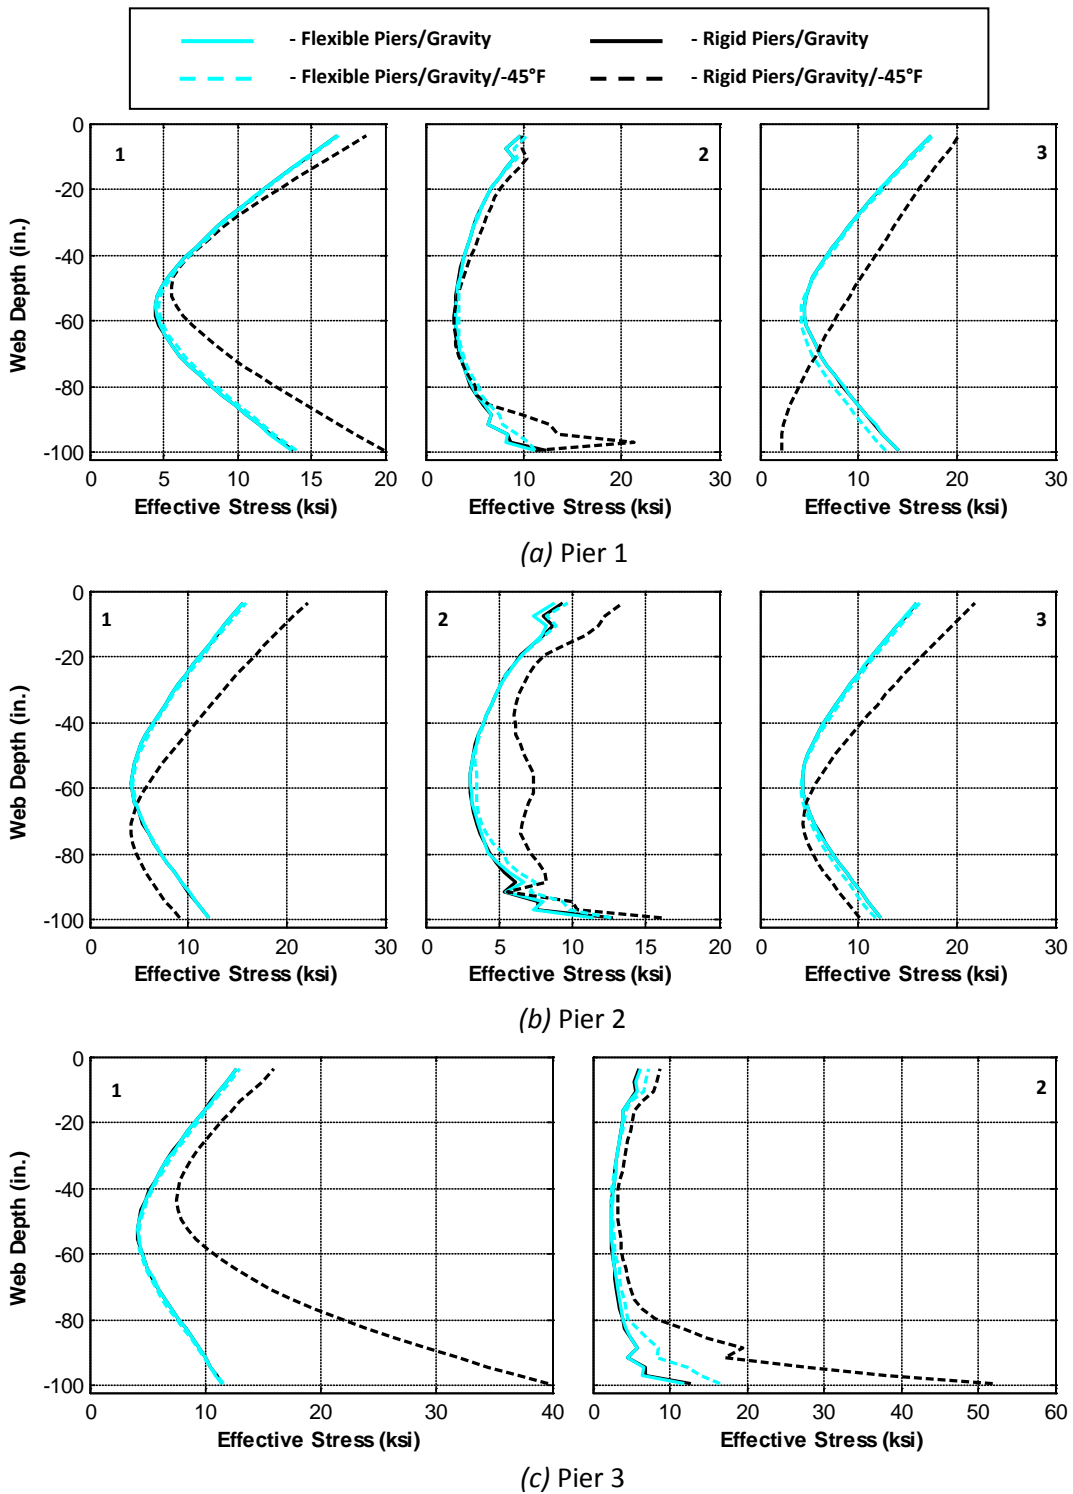 - Flexible Piers/Gravity - Rigid Piers/Gravity
- Flexible Piers/Gravity/-45°F - Rigid Piers/Gravity/-45°F
Web Depth (in.)
0
-20
-40
-60
-80
-100
1
0 5 10 15 20
Effective Stress (ksi)
2
0 10 20 30
Effective Stress (ksi)
3
0 10 20 30
Effective Stress (ksi)
(a) Pier 1
Web Depth (in.)
0
-20
-40
-60
-80
-100
1
0 10 20 30
Effective Stress (ksi)
2
0 5 10 15 20
Effective Stress (ksi)
3
0 10 20 30
Effective Stress (ksi)
(b) Pier 2
Web Depth (in.)
0
-20
-40
-60
-80
-100
1
0 10 20 30 40
Effective Stress (ksi)
2
0 10 20 30 40 50 60
Effective Stress (ksi)
(c) Pier 3